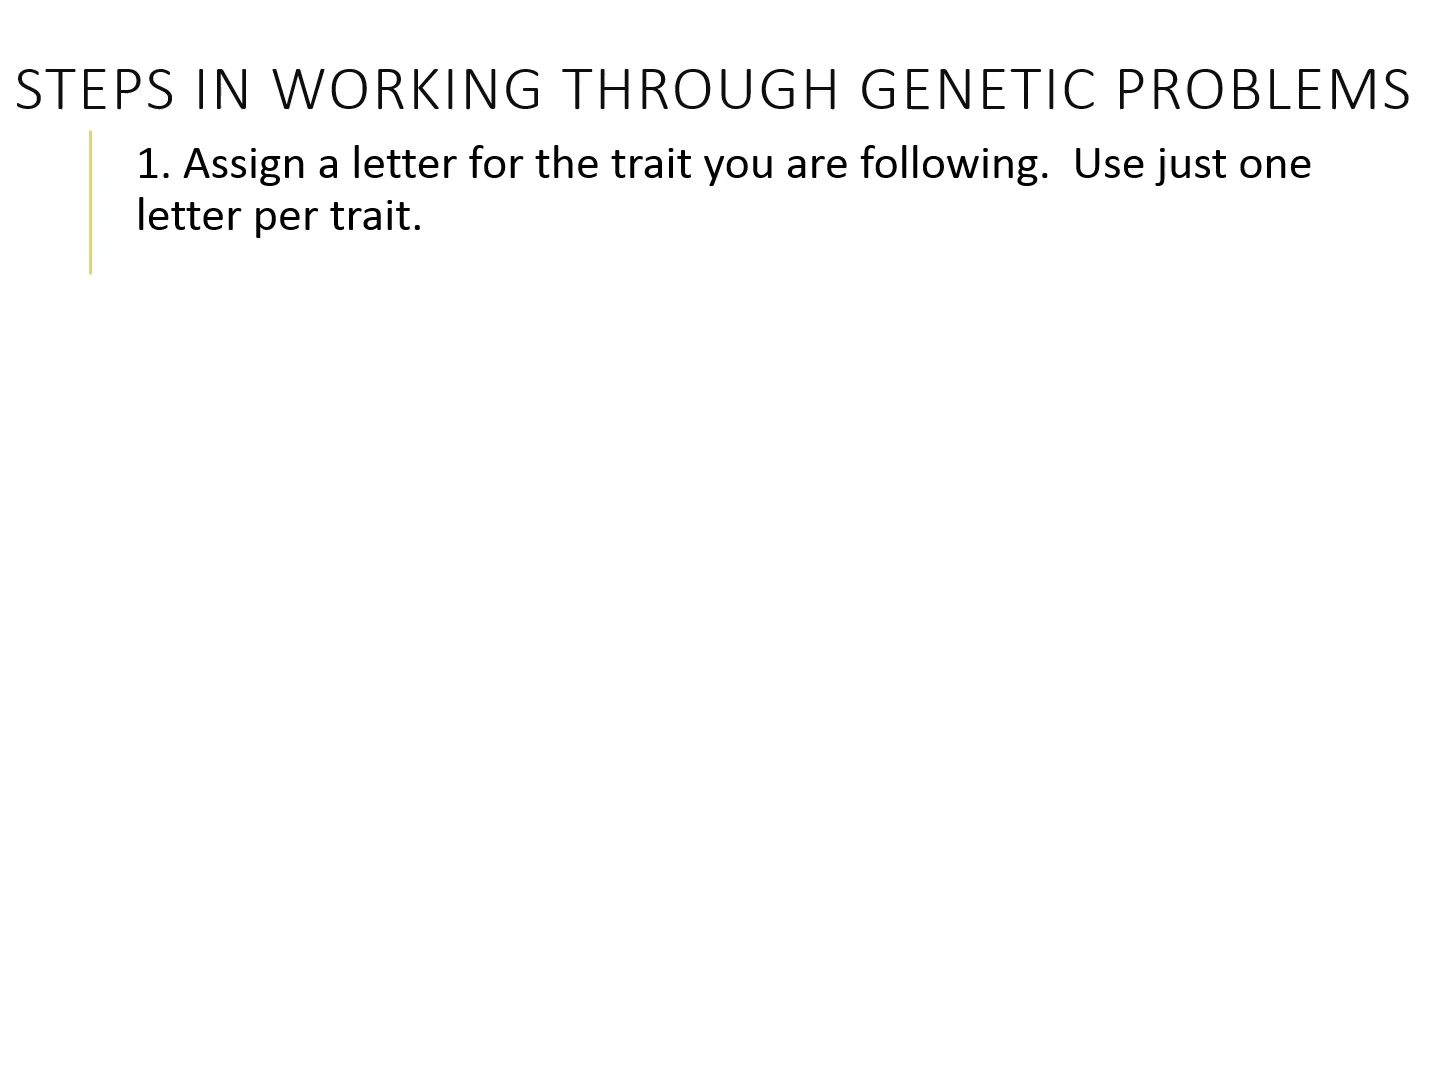 STEPS IN WORKING THROUGH GENETIC PROBLEMS
1. Assign a letter for the trait you are following.  Use just one
letter per trait.